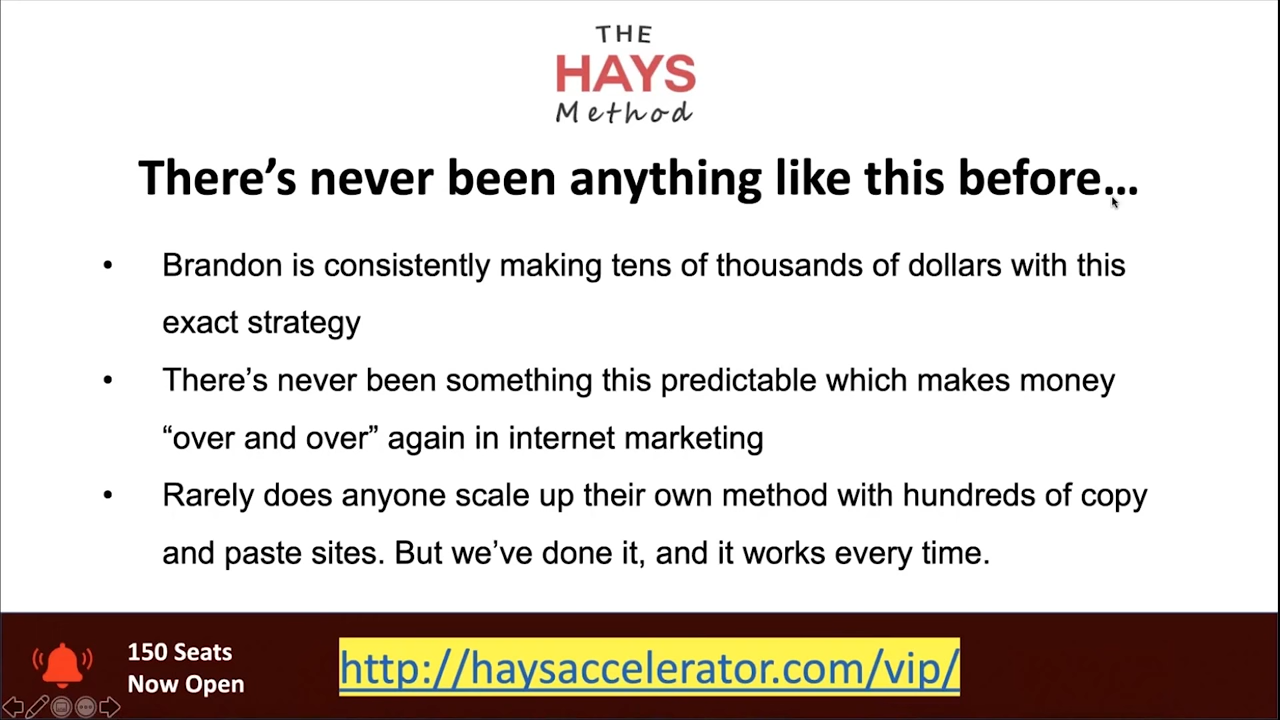 THE
HAYS
Method
There’s never been anything like this before…
• Brandon is consistently making tens of thousands of dollars with this
exact strategy
• There’s never been something this predictable which makes money
“over and over” again in internet marketing
• Rarely does anyone scale up their own method with hundreds of copy
and paste sites. But we’ve done it, and it works every time.
150 Seats
Now Open
http://haysaccelerator.com/vip/